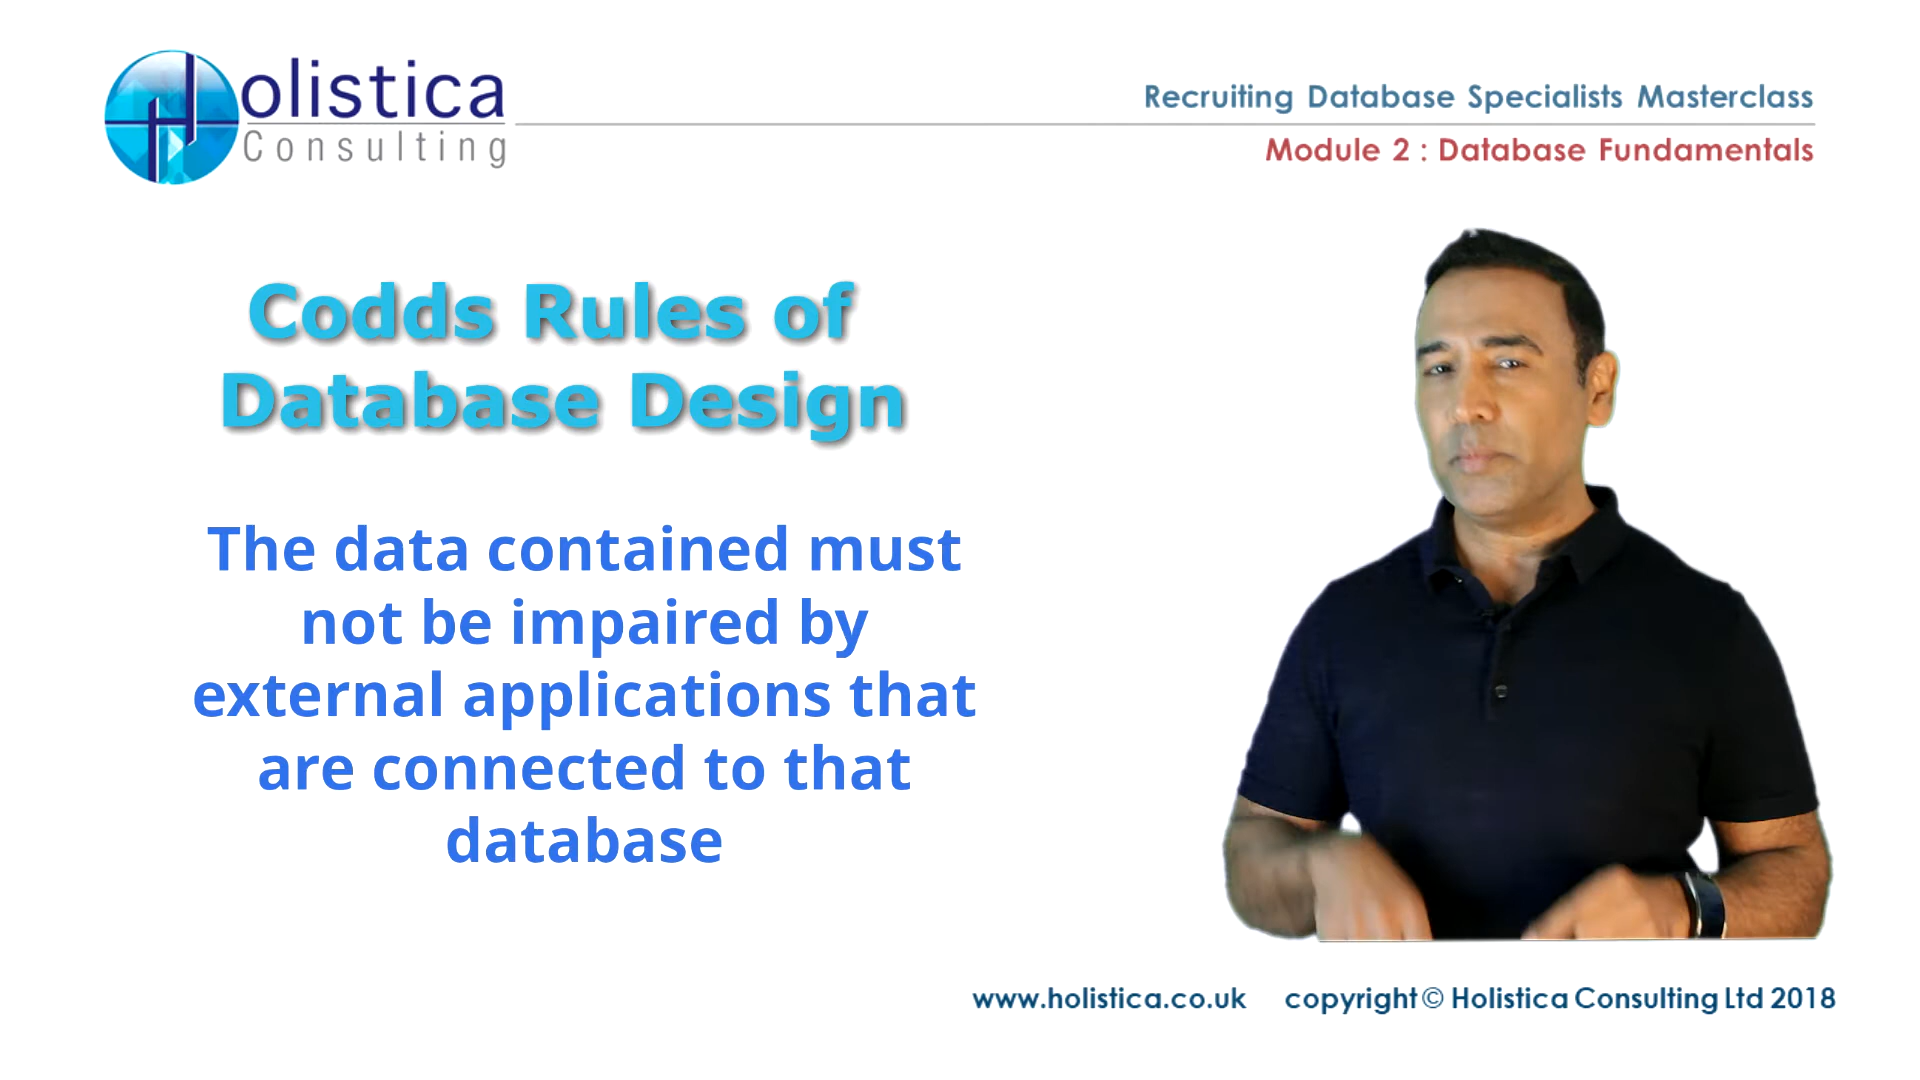 Holistica
Consulting
Recruiting Database Specialists Masterclass
Module 2 : Database Fundamentals
Codds Rules of
Database Design
The data contained must
not be impaired by
external applications that
are connected to that
database
www.holistica.co.uk copyright © Holistica Consulting Ltd 2018